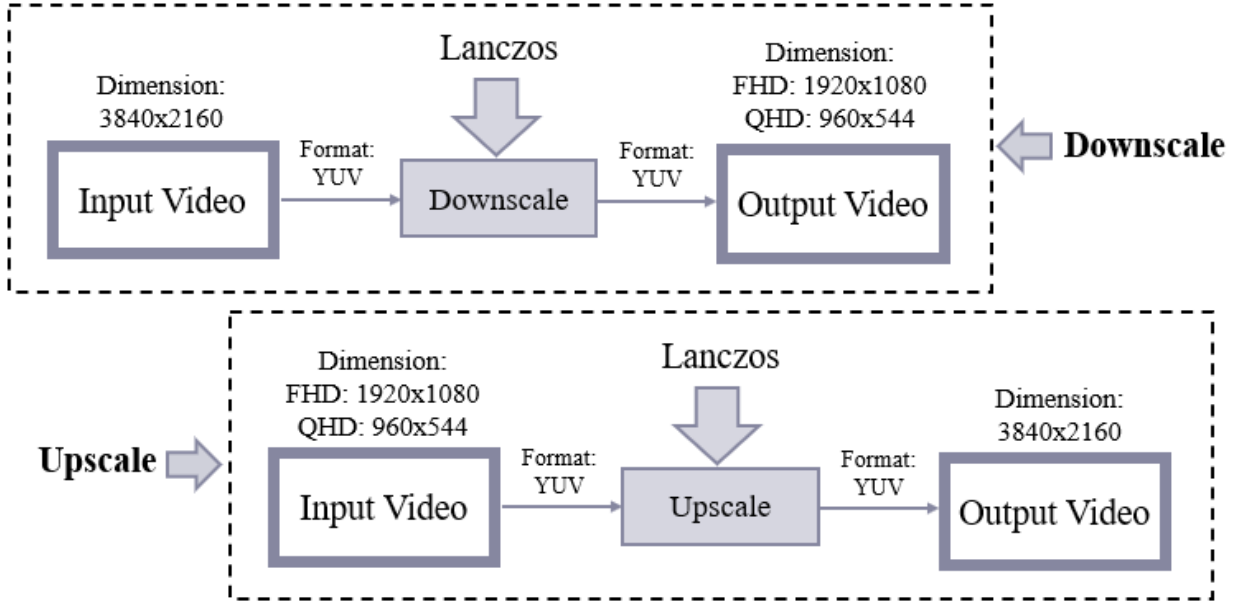 Lanczos
Dimension:
3840x2160
Dimension:
FHD: 1920x1080
QHD: 960x544
Input Video
Format:
YUV
Downscale
Format:
YUV
Output Video
Downscale
Upscale
Dimension:
FHD: 1920x1080
QHD: 960x544
Lanczos
Dimension:
3840x2160
Input Video
Format:
YUV
Upscale
Format:
YUV
Output Video